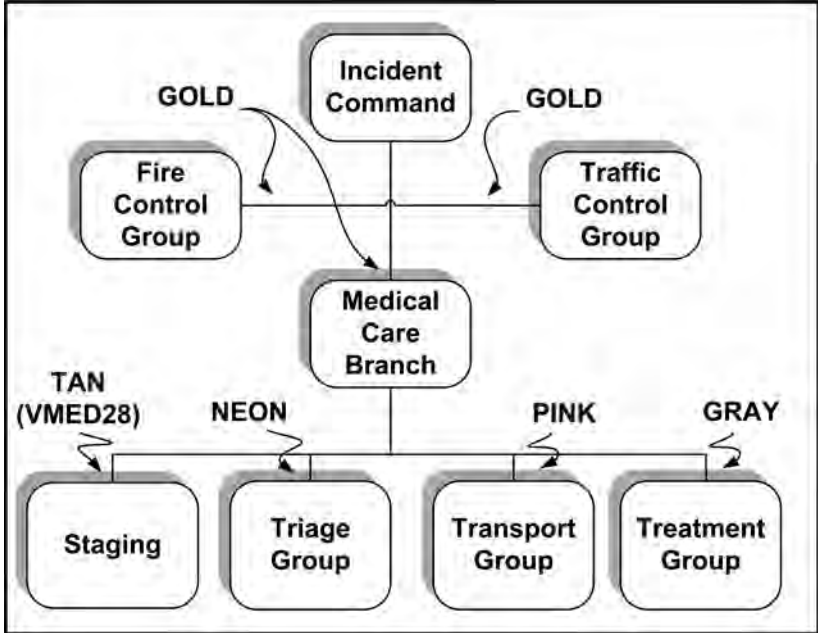 Incident
Command
GOLD
GOLD
Fire
Control
Group
Traffic
Control
Group
Medical
Care
Branch
TAN
(VMED28)
NEON
PINK
GRAY
Staging
Triage
Group
Transport
Group
Treatment
Group